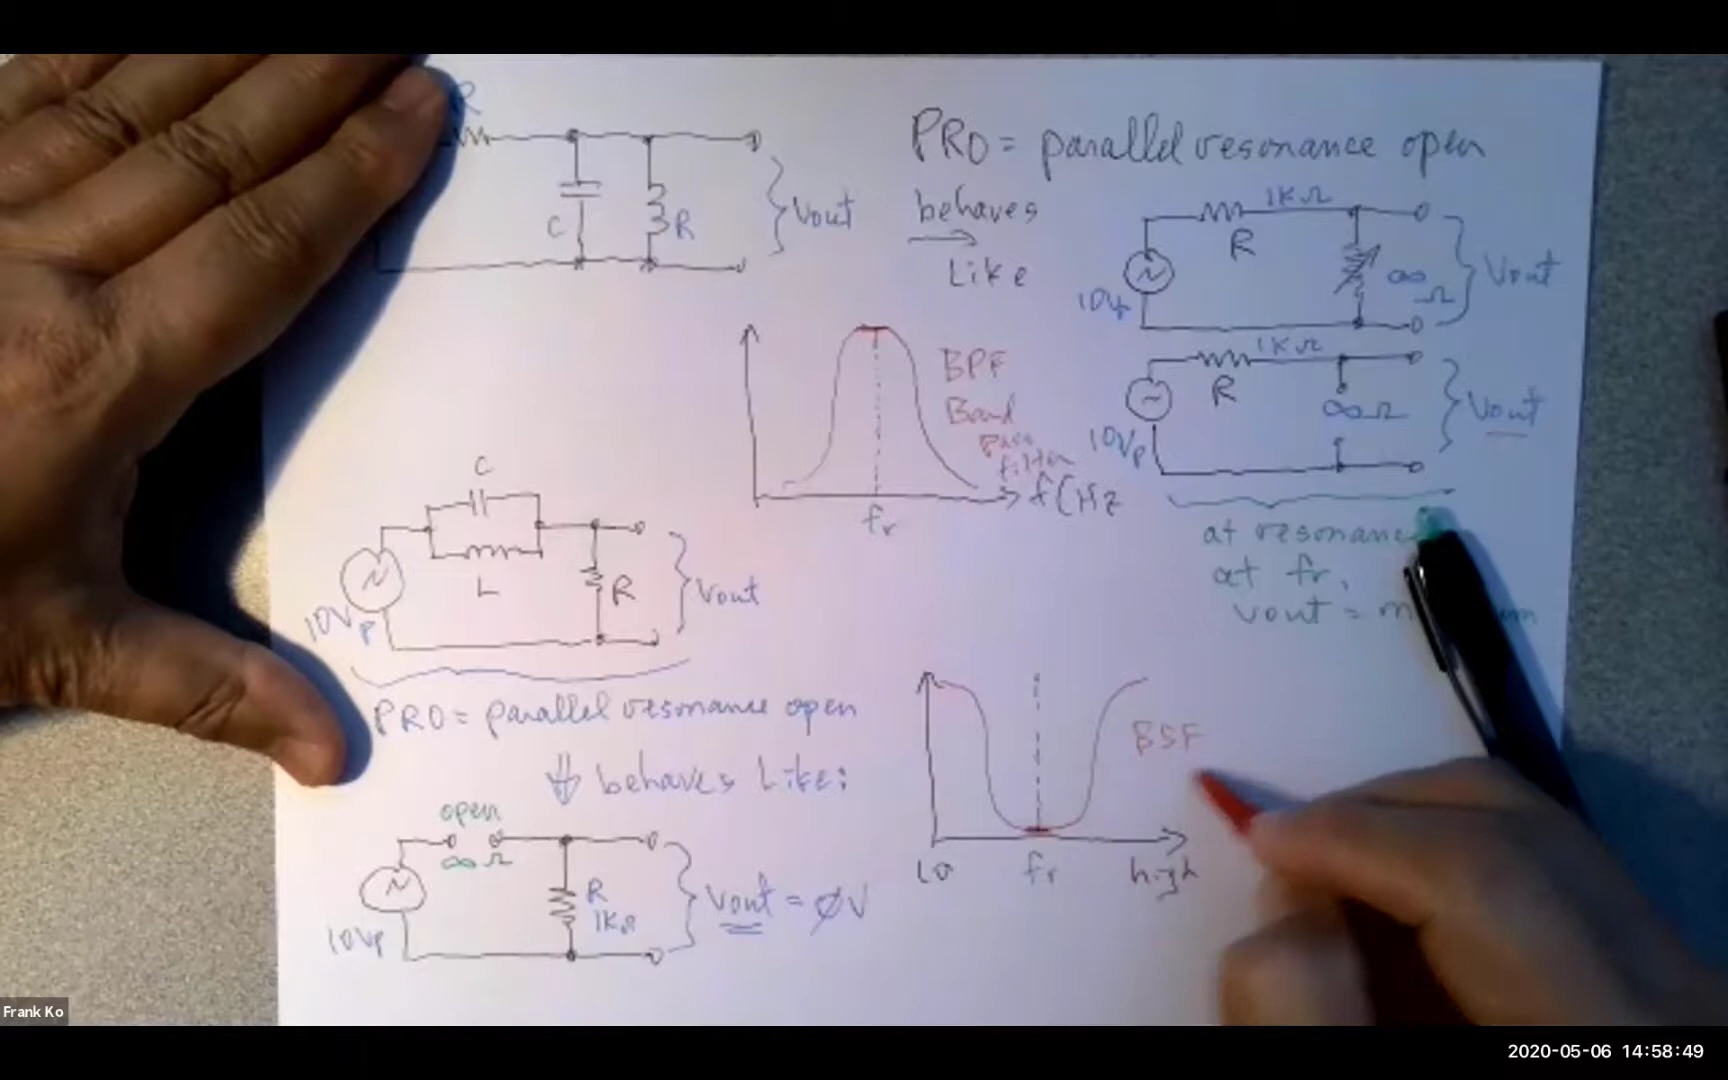 R
C
R
Vout
PRO = parallel resonance open
behaves
Like
1KΩ
R
10Vp
∞
Ω
Vout
1KΩ
R
10Vp
∞Ω
Vout
BPF
Band
pass
filter
f(Hz
fr
at resonance
at fr,
Vout =
C
L
10Vp
R
Vout
PRO = parallel resonance open
behaves Like:
open
∞Ω
10Vp
R
1KΩ
Vout = ØV
BSF
Lo
fr
high
Frank Ko
2020-05-06 14:58:49